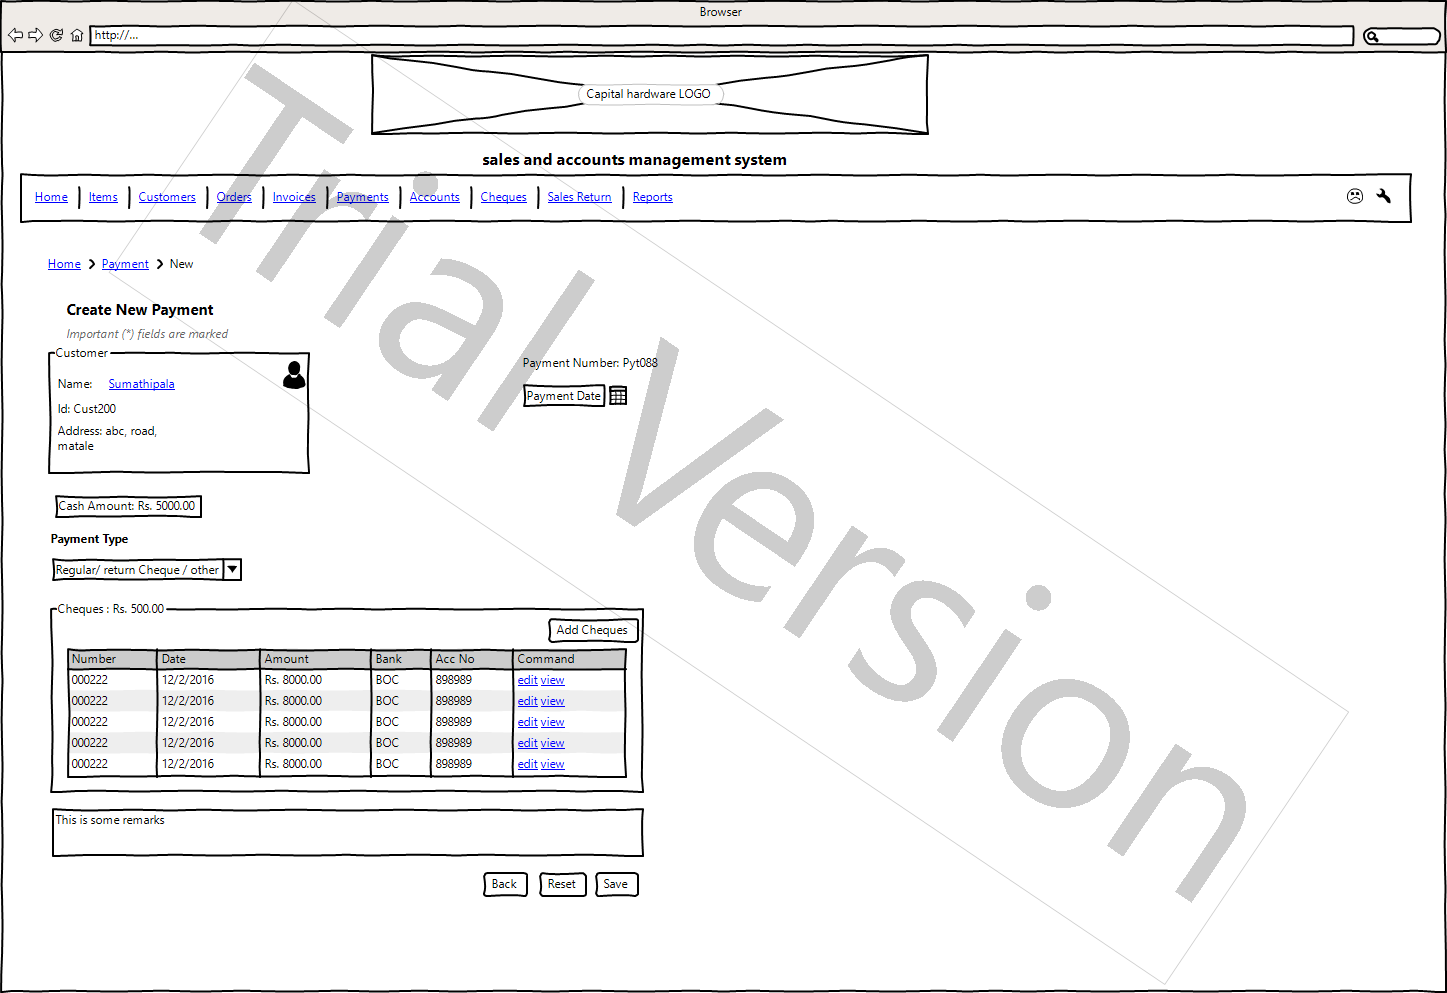 Browser
http://...
Capital hardware LOGO
sales and accounts management system
Home Items Customers Orders Invoices Payments Accounts Cheques Sales Return Reports
Home Payment New
Create New Payment
Important (*) fields are marked
Customer
Name: Sumathipala
Id: Cust200
Address: abc, road,
matale
Payment Number: Pyt088
Payment Date
Cash Amount: Rs. 5000.00
Payment Type
Regular/ return Cheque / other
Cheques : Rs. 500.00
Add Cheques
Number Date Amount Bank Acc No Command
000222 12/2/2016 Rs. 8000.00 BOC 898989 edit view
000222 12/2/2016 Rs. 8000.00 BOC 898989 edit view
000222 12/2/2016 Rs. 8000.00 BOC 898989 edit view
000222 12/2/2016 Rs. 8000.00 BOC 898989 edit view
000222 12/2/2016 Rs. 8000.00 BOC 898989 edit view
This is some remarks
Back Reset Save
Trial Version